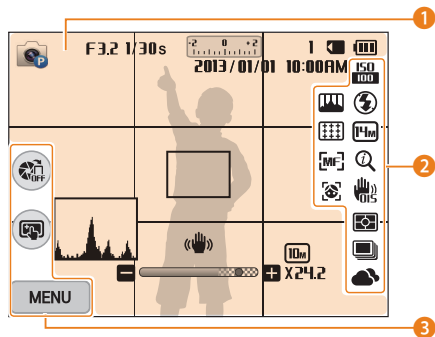 1
P
F3.2 1/30s
-2 0 +2
1
2013/01/01 10:00AM
ISO
100
14M
MF
i
2
OFF
OIS
10M
X24.2
MENU
3